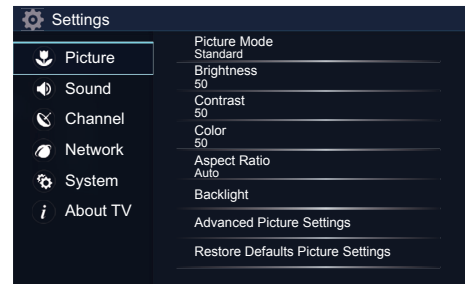 Settings
Picture
Sound
Channel
Network
System
About TV
Picture Mode
Standard
Brightness
50
Contrast
50
Color
50
Aspect Ratio
Auto
Backlight
Advanced Picture Settings
Restore Defaults Picture Settings